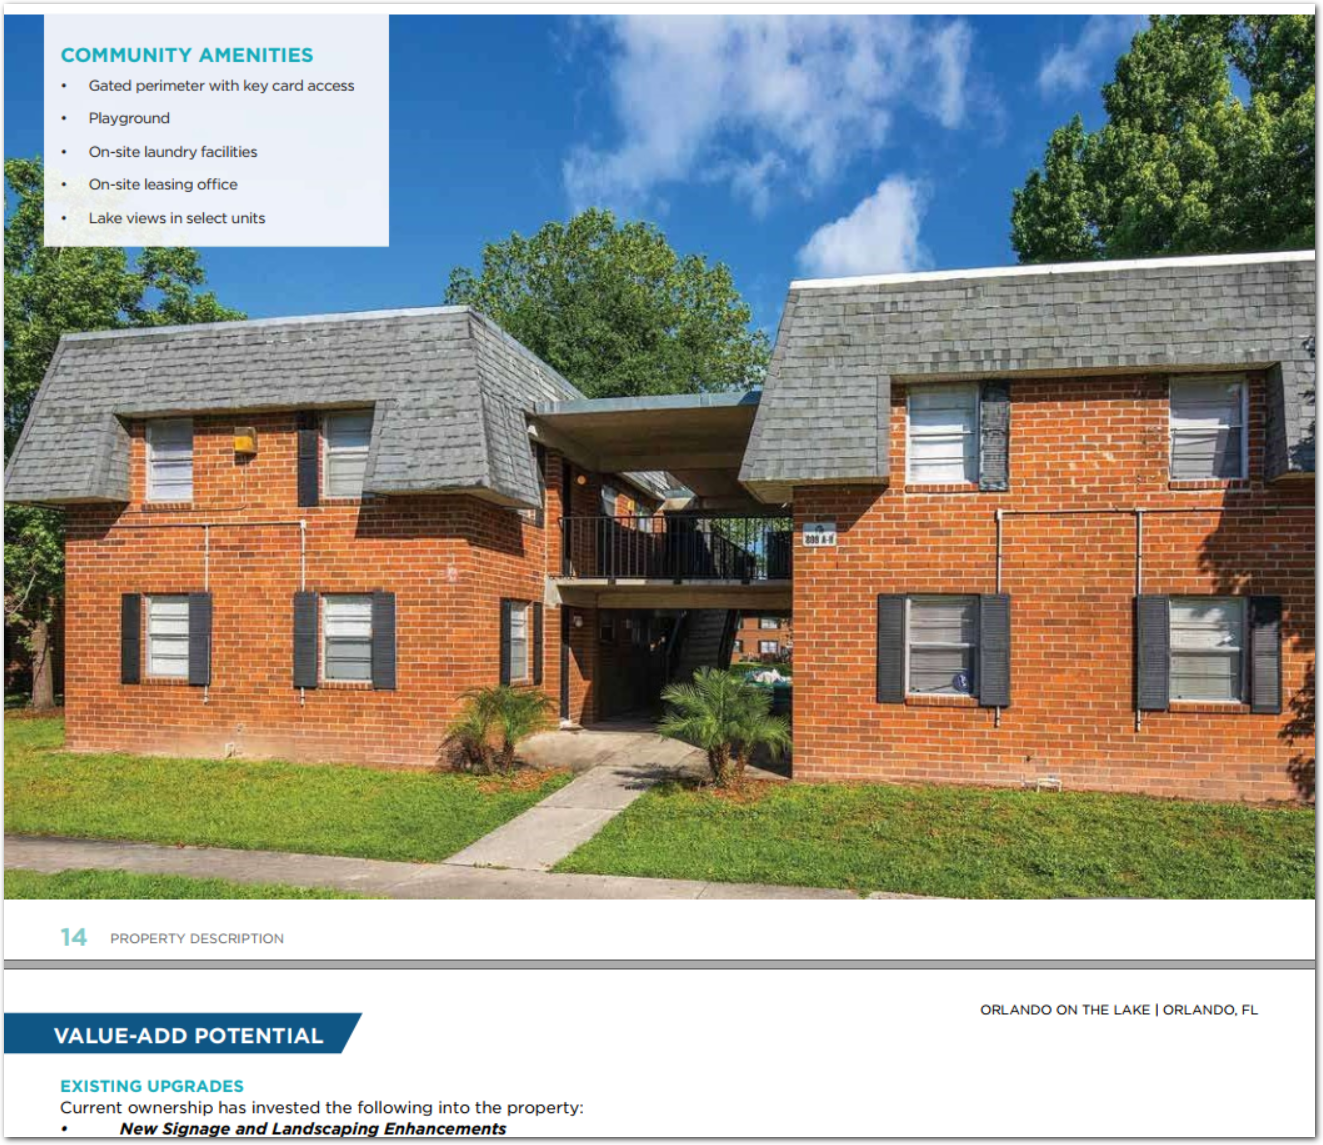 COMMUNITY AMENITIES
• Gated perimeter with key card access
• Playground
• On-site laundry facilities
• On-site leasing office
• Lake views in select units
14 PROPERTY DESCRIPTION
ORLANDO ON THE LAKE | ORLANDO, FL
VALUE-ADD POTENTIAL
EXISTING UPGRADES
Current ownership has invested the following into the property:
• New Signage and Landscaping Enhancements